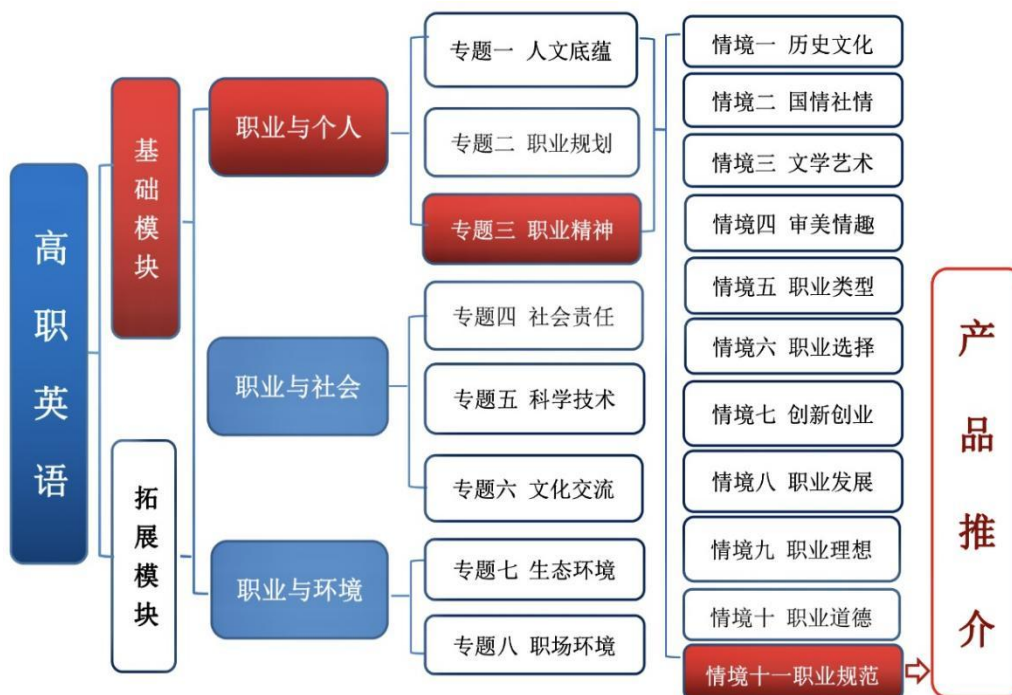 高职英语
基础模块
拓展模块
职业与个人
职业与社会
职业与环境
专题一 人文底蕴
专题二 职业规划
专题三 职业精神
专题四 社会责任
专题五 科学技术
专题六 文化交流
专题七 生态环境
专题八 职场环境
情境一 历史文化
情境二 国情社情
情境三 文学艺术
情境四 审美情趣
情境五 职业类型
情境六 职业选择
情境七 创新创业
情境八 职业发展
情境九 职业理想
情境十 职业道德
情境十一职业规范
产品推介